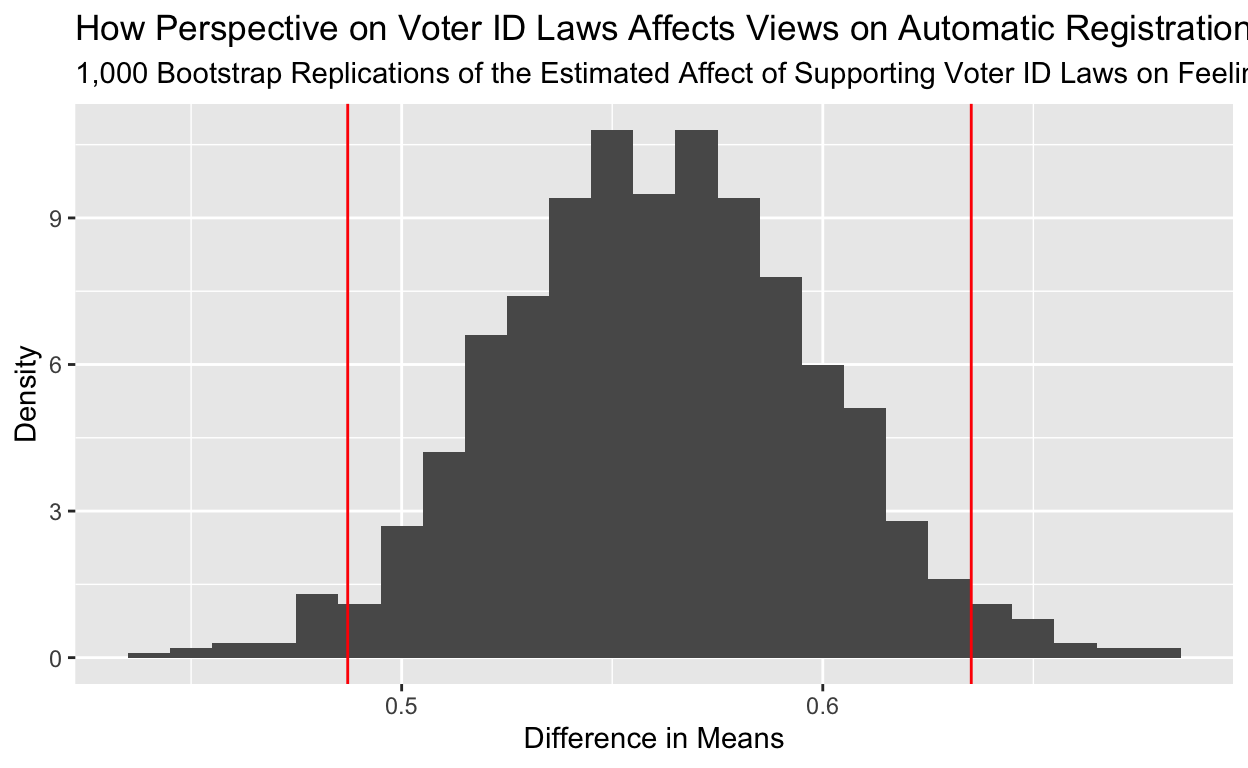 How Perspective on Voter ID Laws Affects Views on Automatic Registration
1,000 Bootstrap Replications of the Estimated Affect of Supporting Voter ID Laws on
Density
9
6
3
0
0.5
0.6
Difference in Means